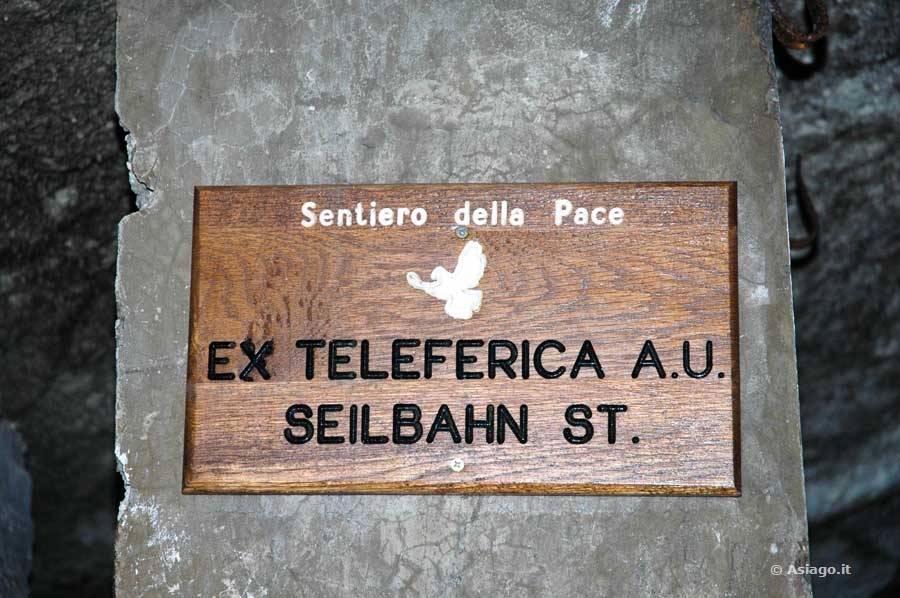 Sentiero della Pace
EX TELEFERICA A.U.
SEILBAHN ST.
© Asiago.it